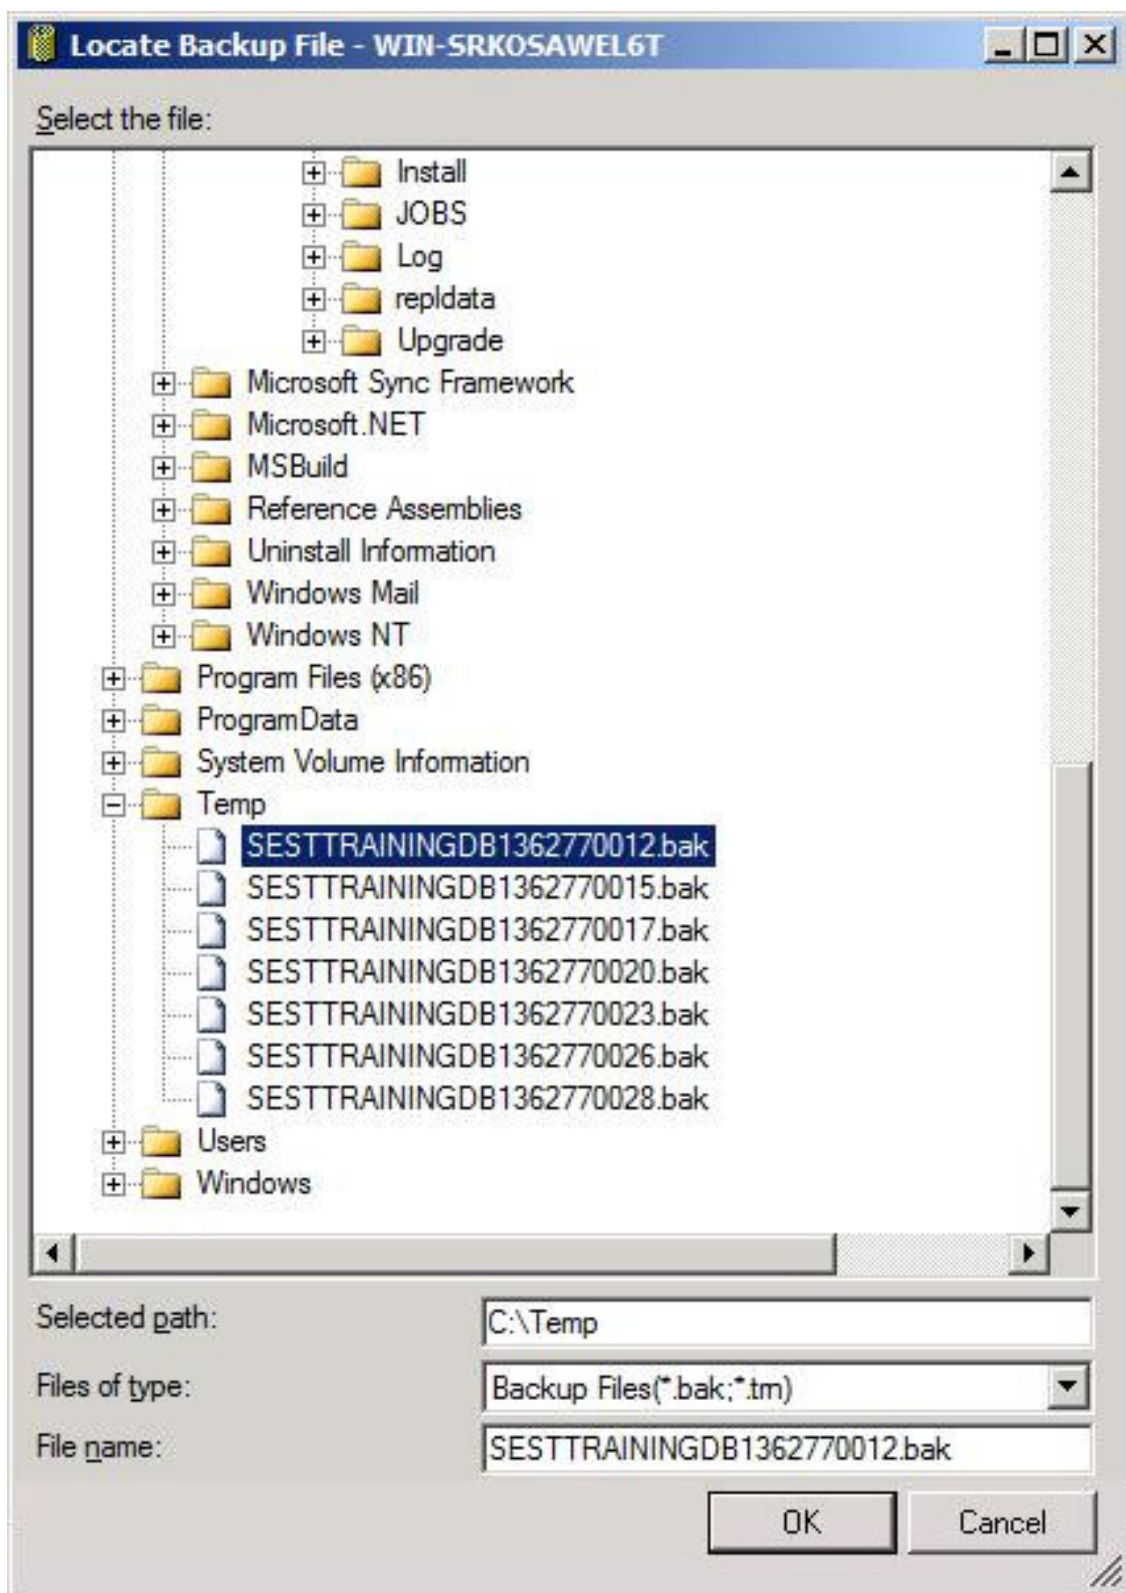 Locate Backup File - WIN-SRKOSAWEL6T
Select the file:
Install
JOBS
Log
repldata
Upgrade
Microsoft Sync Framework
Microsoft.NET
MSBuild
Reference Assemblies
Uninstall Information
Windows Mail
Windows NT
Program Files (x86)
ProgramData
System Volume Information
Temp
SESTTRAININGDB1362770012.bak
SESTTRAININGDB1362770015.bak
SESTTRAININGDB1362770017.bak
SESTTRAININGDB1362770020.bak
SESTTRAININGDB1362770023.bak
SESTTRAININGDB1362770026.bak
SESTTRAININGDB1362770028.bak
Users
Windows
Selected path: C:\Temp
Files of type: Backup Files(*.bak;*.trn)
File name: SESTTRAININGDB1362770012.bak
OK Cancel